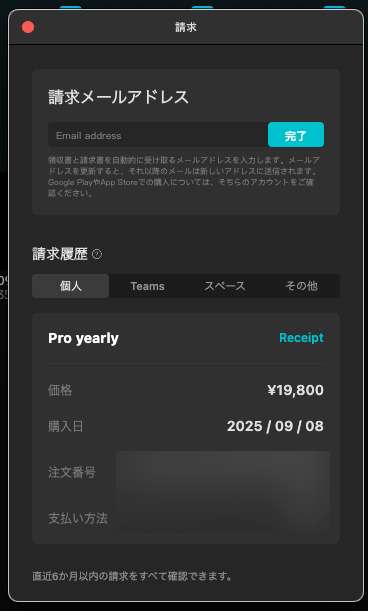 請求
請求メールアドレス
Email address
完了
領収書と請求書を自動的に受け取るメールアドレスを入力します。メールア
ドレスを更新すると、それ以降のメールは新しいアドレスに送信されます。
Google PlayやApp Storeでの購入については、そちらのアカウントをご確
認ください。
請求履歴 ?
個人 Teams スペース その他
Pro yearly Receipt
価格 ¥19,800
購入日 2025 / 09 / 08
注文番号
支払い方法
直近6か月以内の請求をすべて確認できます。